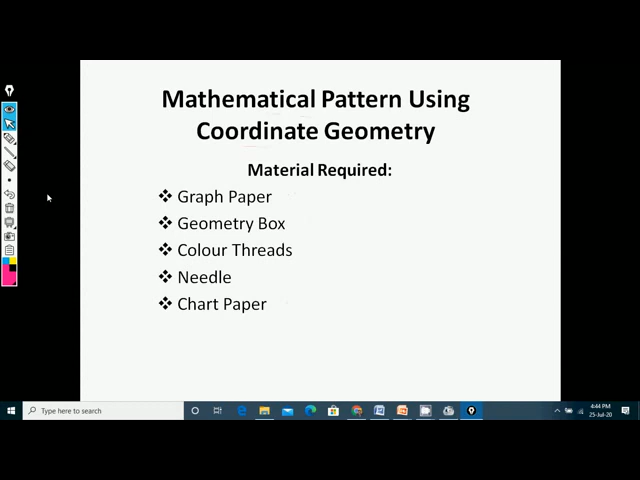 Mathematical Pattern Using
Coordinate Geometry
Material Required:
❖ Graph Paper
❖ Geometry Box
❖ Colour Threads
❖ Needle
❖ Chart Paper
Type here to search
4:44 PM
25-Jul-20